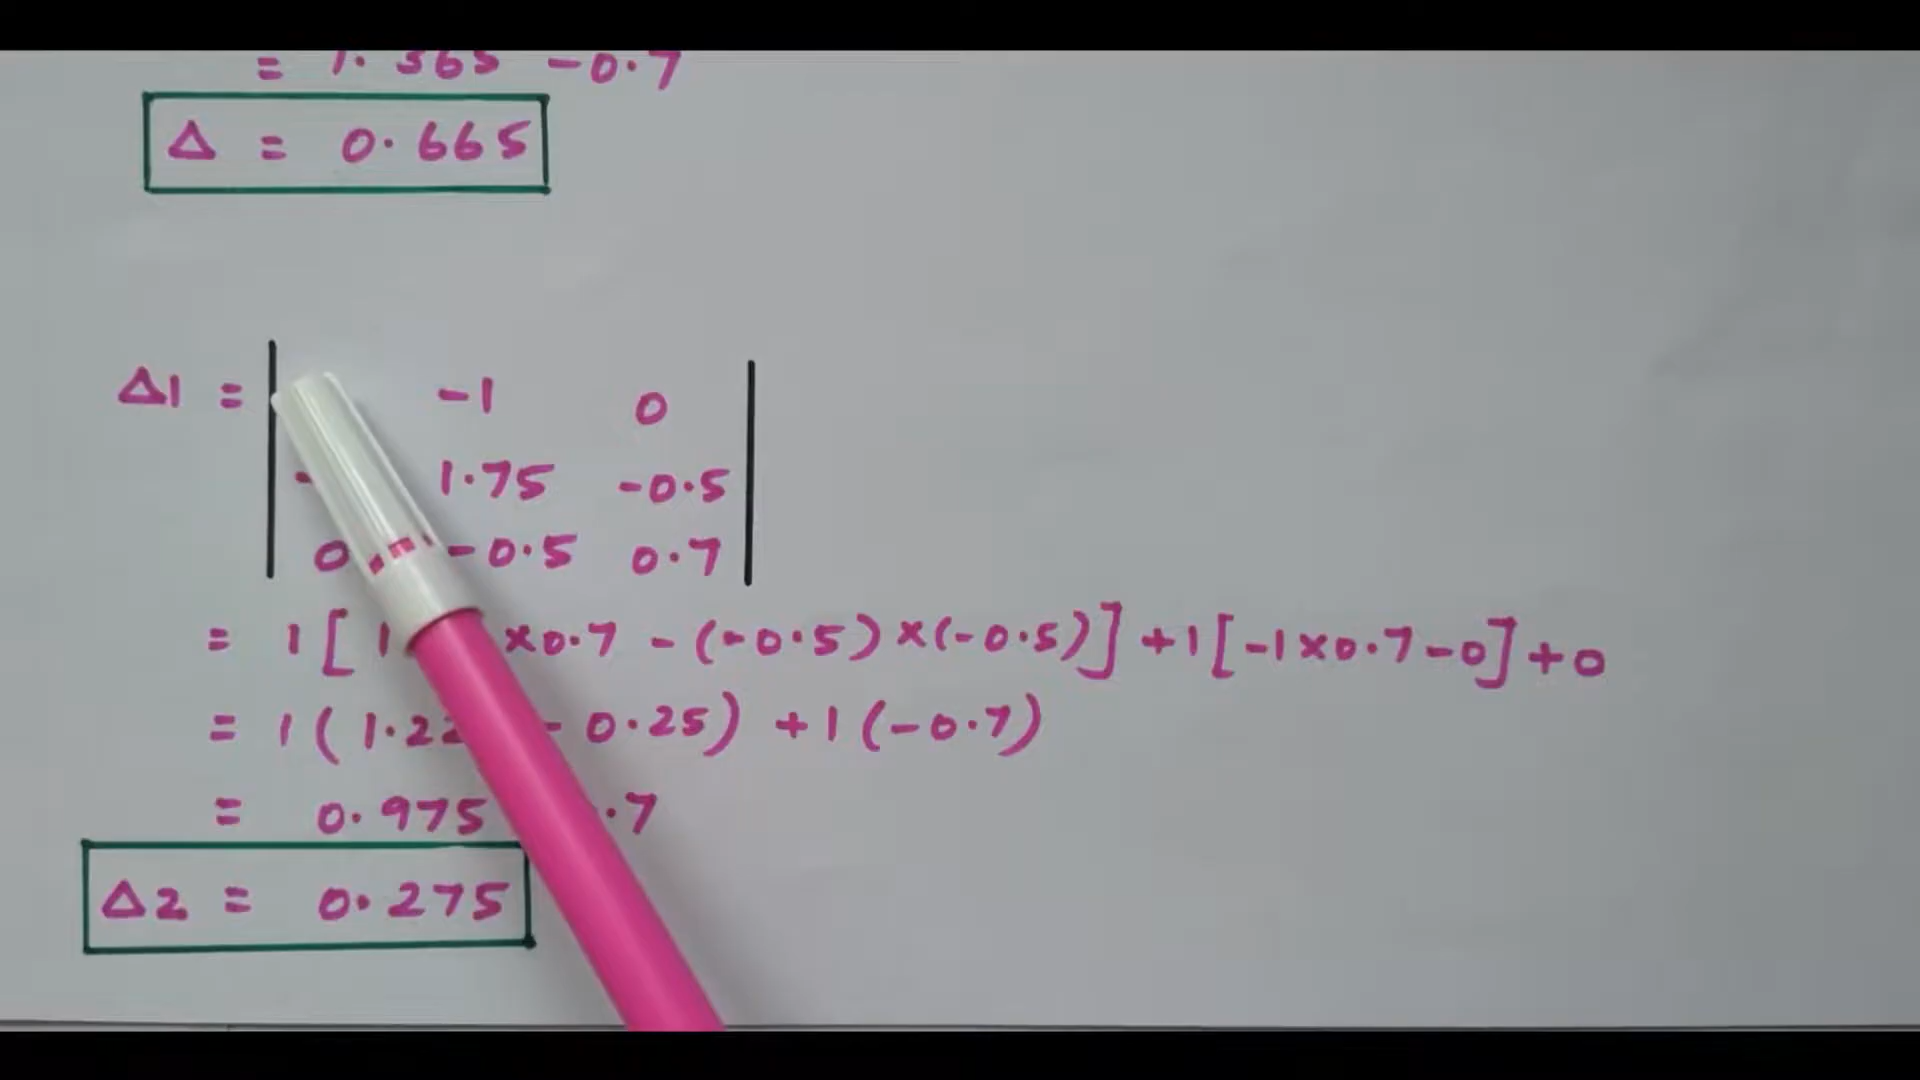 = 1.365 - 0.7
Δ = 0.665
Δ1 =
-1 0
- 1.75 -0.5
0 -0.5 0.7
= 1 [ 1 ×0.7 - (-0.5) ×(-0.5)] +1 [-1×0.7 -0] +0
= 1 ( 1.22 - 0.25) +1 (-0.7)
= 0.975 .7
Δ2 = 0.275